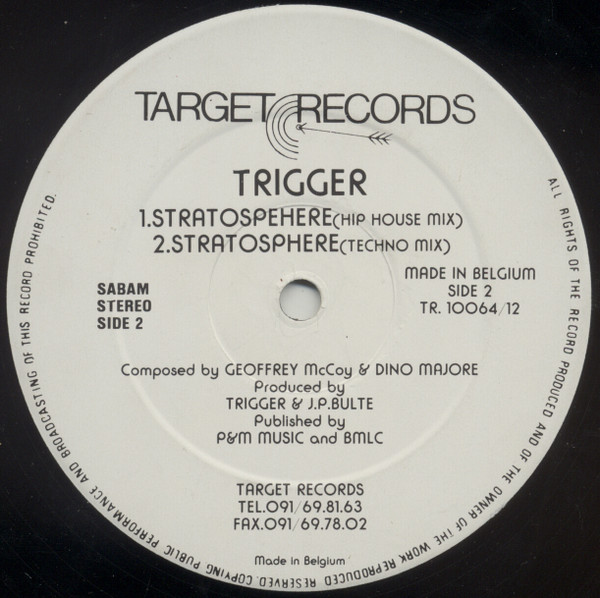 TARGET RECORDS
TRIGGER
1.STRATOSPEHERE(HIP HOUSE MIX)
2.STRATOSPHERE(TECHNO MIX)
SABAM
STEREO
SIDE 2
MADE IN BELGIUM
SIDE 2
TR. 10064/12
Composed by GEOFFREY McCoy & DINO MAJORE
Produced by
TRIGGER & J.P.BULTE
Published by
P&M MUSIC and BMLC
TARGET RECORDS
TEL.091/69.81.63
FAX.091/69.78.02
Made in Belgium
ALL RIGHTS OF THE RECORD PRODUCED AND OF THE OWNER OF THE WORK REPRODUCED RESERVED. COPYING PUBLIC PERFORMANCE AND BROADCASTING OF THIS RECORD PROHIBITED.